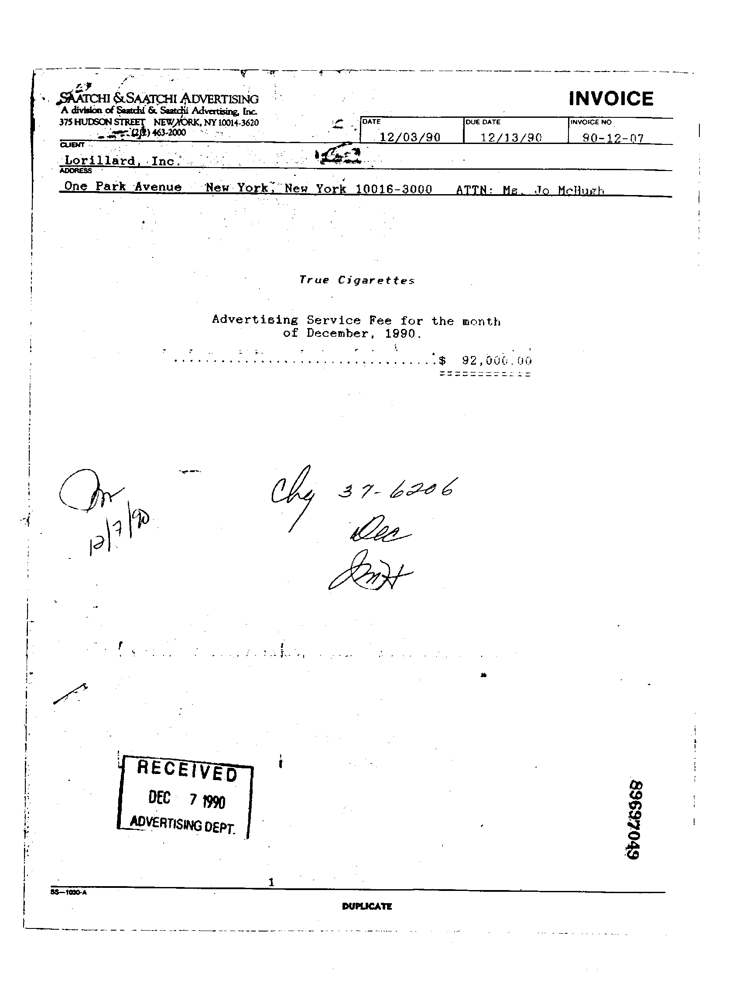 SAATCHI & SAATCHI ADVERTISING
A division of Saatchi & Saatchi Advertising, Inc.
375 HUDSON STREET NEW YORK, NY 10014-3620
(212) 463-2000
INVOICE
DATE DUE DATE INVOICE NO
12/03/90 12/13/90 90-12-07
CLIENT
Lorillard, Inc.
ADDRESS
One Park Avenue New York, New York 10016-3000 ATTN: Ms. Jo McHugh
True Cigarettes
Advertising Service Fee for the month
of December, 1990.
................................$ 92,000.00
============
Chg 37-6206
12/7/90
Dec
JMH
RECEIVED
DEC 7 1990
ADVERTISING DEPT.
89697049
1
SS-1030-A
DUPLICATE